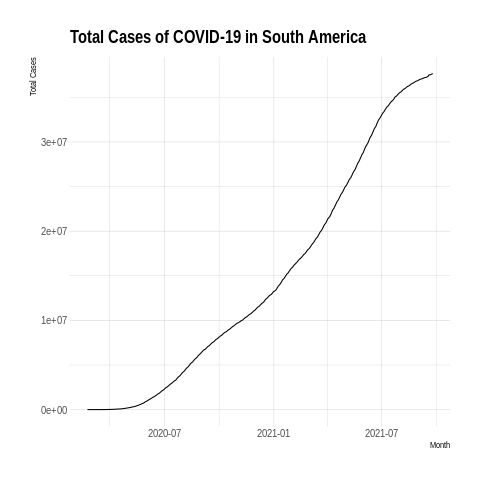 Total Cases of COVID-19 in South America
Total Cases
3e+07
2e+07
1e+07
0e+00
2020-07
2021-01
2021-07
Month